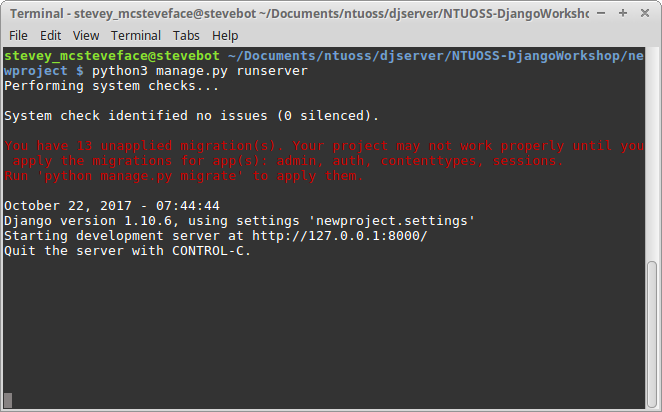 Terminal - stevey_mcsteveface@stevebot ~/Documents/ntuoss/djserver/NTUOSS-DjangoWorksho
File Edit View Terminal Tabs Help
stevey_mcsteveface@stevebot ~/Documents/ntuoss/djserver/NTUOSS-DjangoWorkshop/ne
wproject $ python3 manage.py runserver
Performing system checks...
System check identified no issues (0 silenced).
You have 13 unapplied migration(s). Your project may not work properly until you
apply the migrations for app(s): admin, auth, contenttypes, sessions.
Run 'python manage.py migrate' to apply them.
October 22, 2017 - 07:44:44
Django version 1.10.6, using settings 'newproject.settings'
Starting development server at http://127.0.0.1:8000/
Quit the server with CONTROL-C.